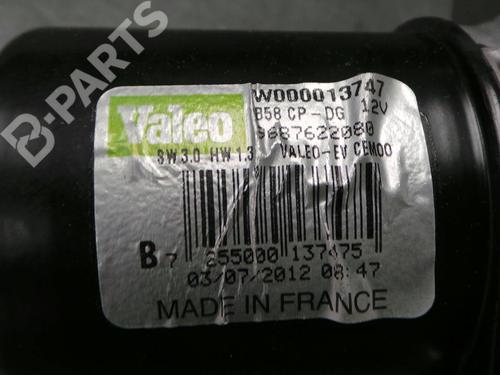 B-PARTS
W000013747
Valeo
B58 CP-DG 12V
9687622080
SW 3.0 HW 1.3 VALEO-EV CEM00
B 7 255000 137475
03/07/2012 08:47
MADE IN FRANCE